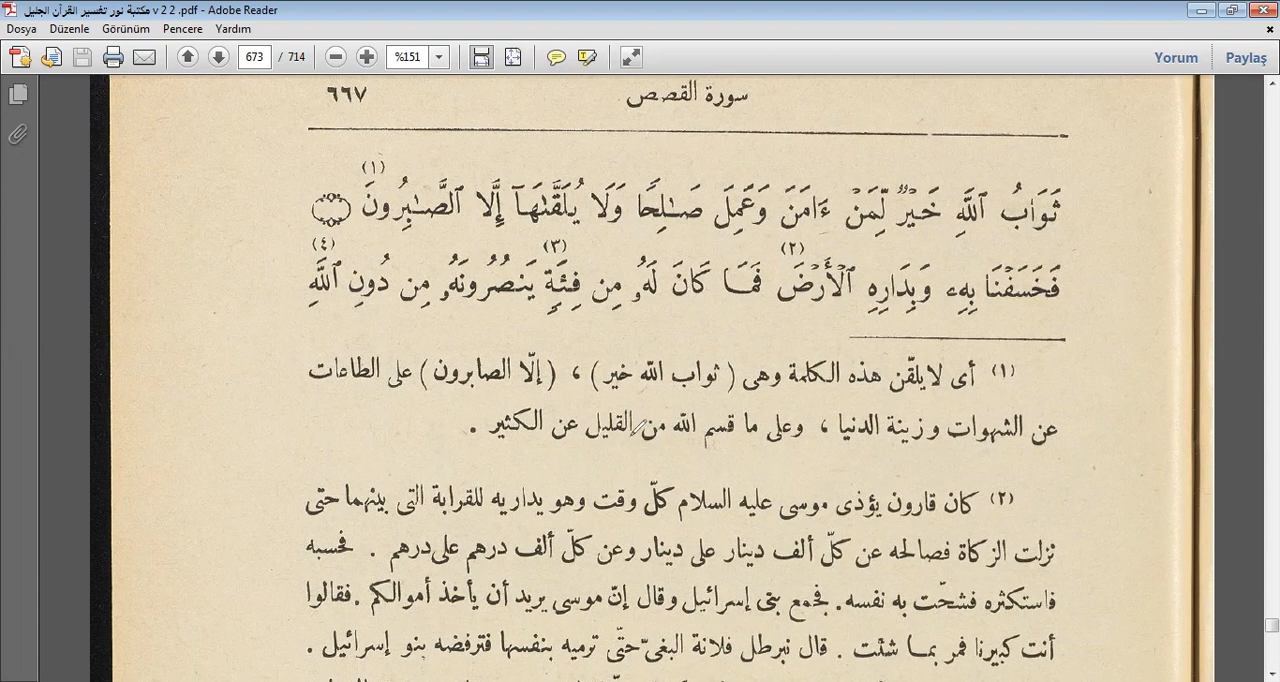 مكتبة نور تفسير القرآن الجليل v 2 2 .pdf - Adobe Reader
Dosya Düzenle Görünüm Pencere Yardım
673 / 714 %151 Yorum Paylaş
سورة القصص ٦٦٧
ثَوَابُ ٱللَّهِ خَيْرٌ لِّمَنْ ءَامَنَ وَعَمِلَ صَـٰلِحًا وَلَا يُلَقَّىٰهَآ إِلَّا ٱلصَّـٰبِرُونَ (١)
فَخَسَفْنَا بِهِۦ وَبِدَارِهِ ٱلْأَرْضَ (٢) فَمَا كَانَ لَهُۥ مِن فِئَةٍ (٣) يَنصُرُونَهُۥ مِن دُونِ ٱللَّهِ (٤)
(١) أى لايلقّن هذه الكلمة وهى (ثواب الله خير) ، (إلّا الصابرون) على الطاعات
عن الشهوات وزينة الدنيا ، وعلى ما قسم الله من القليل عن الكثير .
(٢) كان قارون يؤذى موسى عليه السلام كلّ وقت وهو يداريه للقرابة التى بينهما حتى
نزلت الزكاة فصالحه عن كلّ ألف دينار على دينار وعن كلّ ألف درهم على درهم . فحسبه
فاستكثره فشحّت به نفسه. فجمع بنى إسرائيل وقال إنّ موسى يريد أن يأخذ أموالكم .فقالوا
أنت كبيرنا فمر بمـا شئت . قال نبرطل فلانة البغىّ حتّى ترميه بنفسها فترفضه بنو إسرائيل .